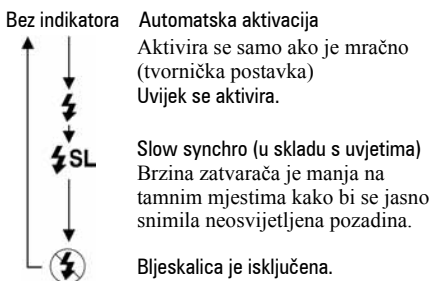 Bez indikatora Automatska aktivacija
Aktivira se samo ako je mračno
(tvornička postavka)
Uvijek se aktivira.
SL
Slow synchro (u skladu s uvjetima)
Brzina zatvarača je manja na
tamnim mjestima kako bi se jasno
snimila neosvijetljena pozadina.
Bljeskalica je isključena.